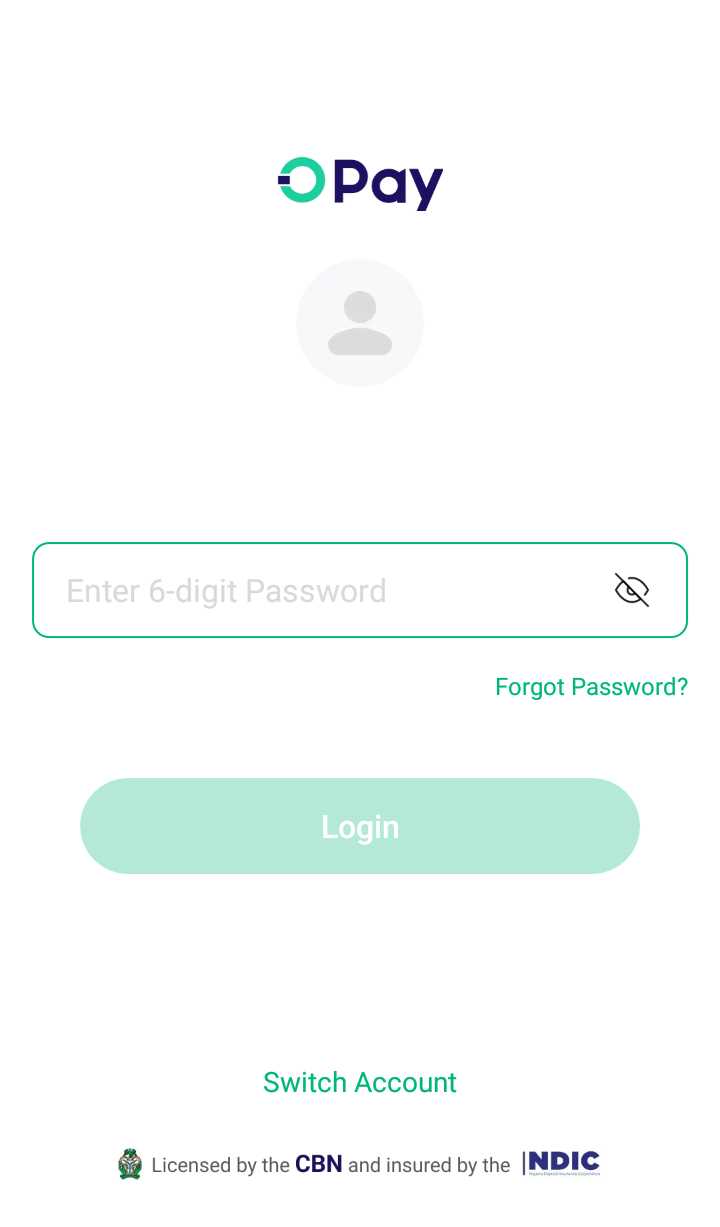 OPay
Enter 6-digit Password
Forgot Password?
Login
Switch Account
Licensed by the CBN and insured by the NDIC